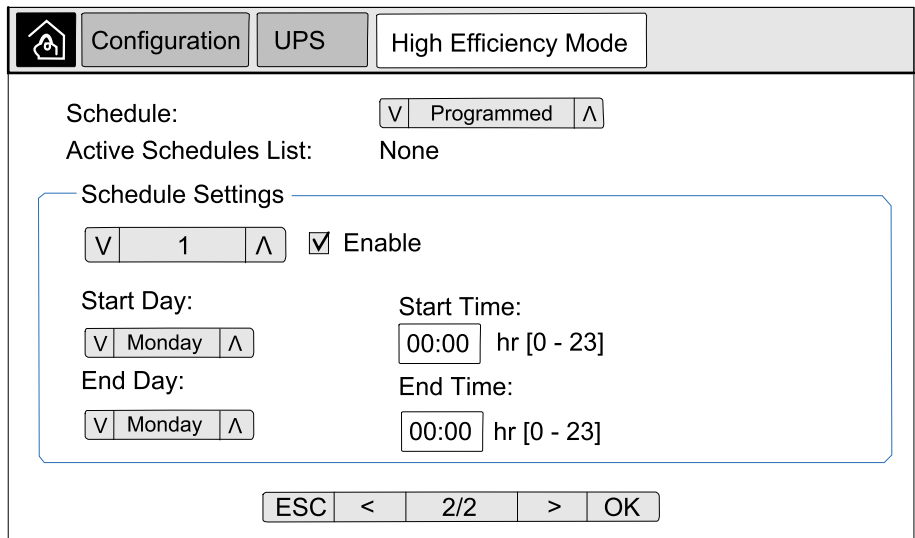 Configuration UPS High Efficiency Mode
Schedule: V Programmed Λ
Active Schedules List: None
Schedule Settings
V 1 Λ Enable
Start Day: Start Time:
V Monday Λ 00:00 hr [0 - 23]
End Day: End Time:
V Monday Λ 00:00 hr [0 - 23]
ESC < 2/2 > OK